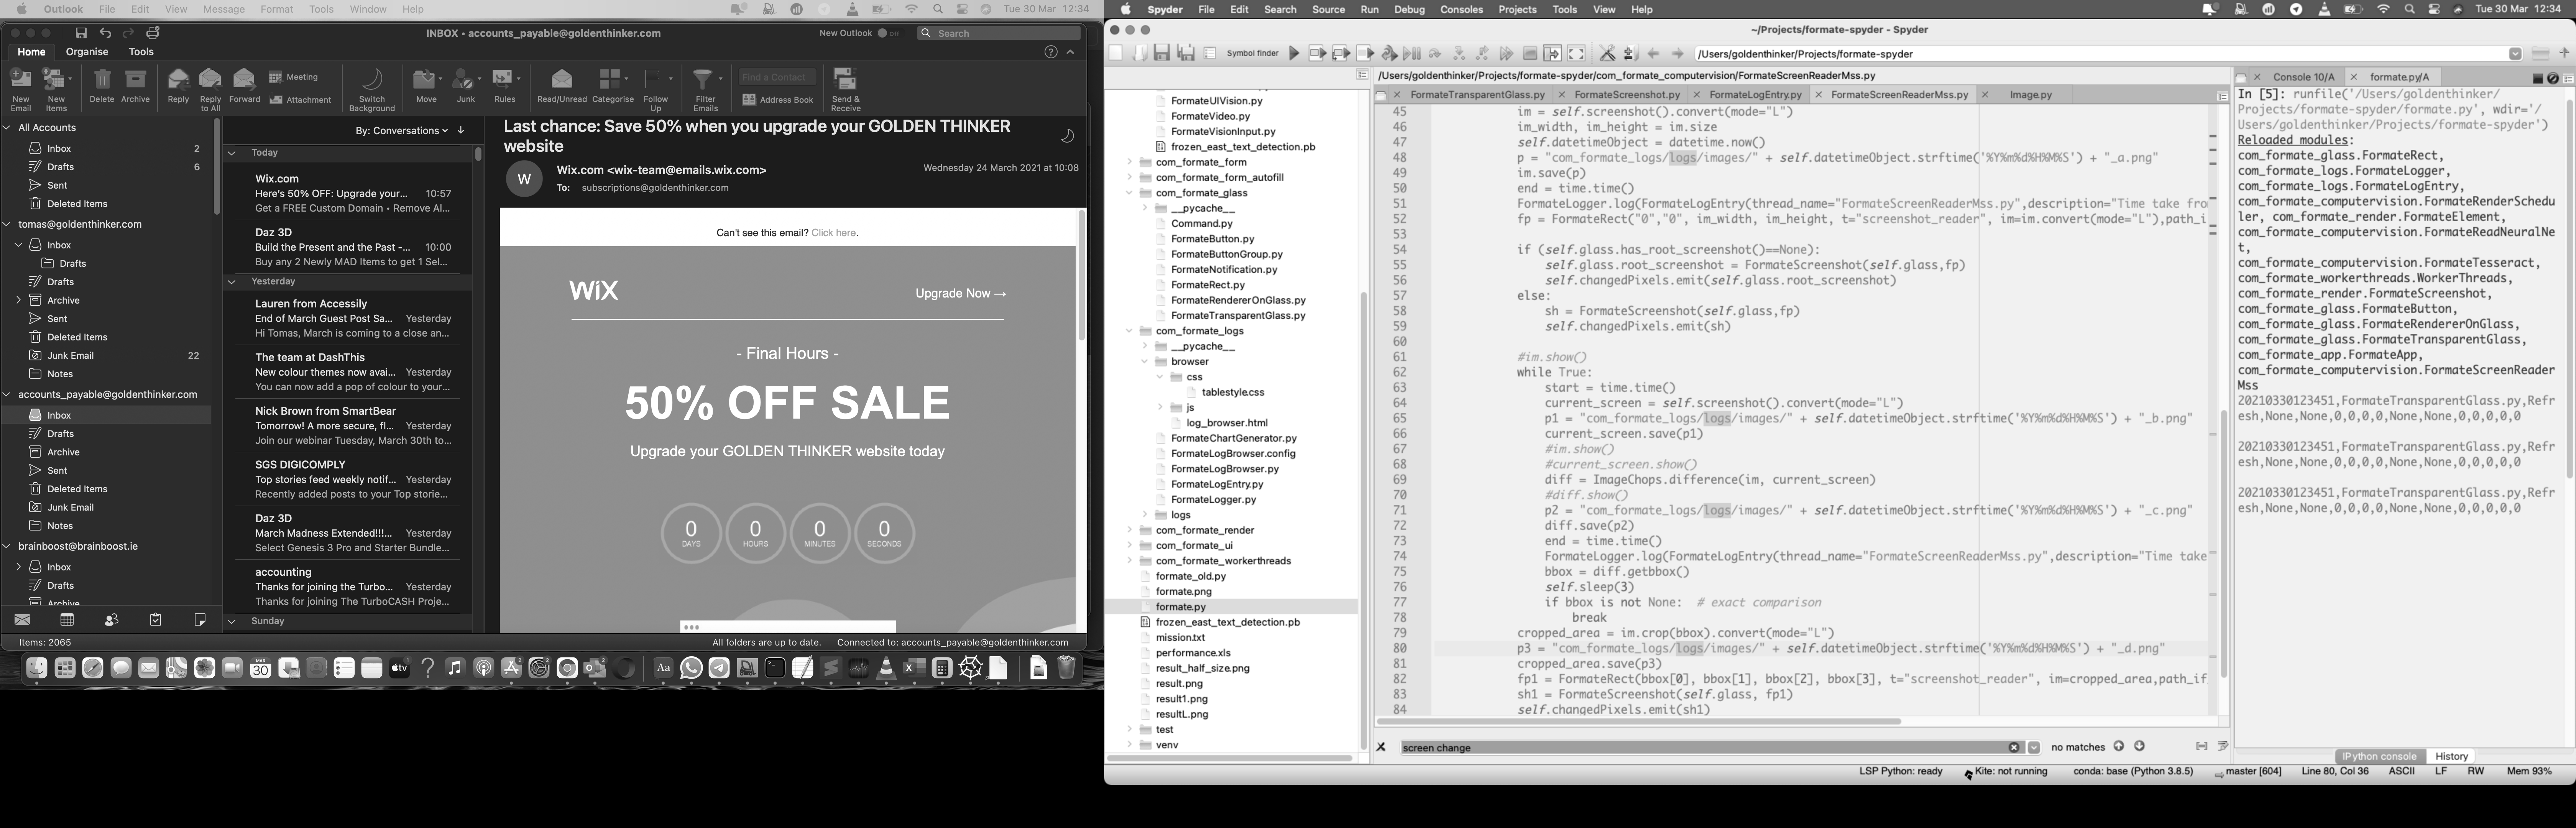 Outlook File Edit View Message Format Tools Window Help Tue 30 Mar 12:34
INBOX • accounts_payable@goldenthinker.com
New Outlook on
Search
Home Organise Tools
New Email
New Items
Delete
Archive
Reply
Reply to All
Forward
Meeting
Attachment
Switch Background
Move
Junk
Rules
Read/Unread
Categorise
Follow Up
Filter Emails
Find a Contact
Address Book
Send & Receive
All Accounts
Inbox 2
Drafts 6
Sent
Deleted Items
tomas@goldenthinker.com
Inbox
Drafts
Drafts
Archive
Sent
Deleted Items
Junk Email 22
Notes
accounts_payable@goldenthinker.com
Inbox
Drafts
Archive
Sent
Deleted Items
Junk Email
Notes
brainboost@brainboost.ie
Inbox
Drafts
Archive
Items: 2065
By: Conversations
Today
Wix.com
Here's 50% OFF: Upgrade your... 10:57
Get a FREE Custom Domain • Remove Al...
Daz 3D
Build the Present and the Past -... 10:00
Buy any 2 Newly MAD Items to get 1 Sel...
Yesterday
Lauren from Accessily
End of March Guest Post Sa... Yesterday
Hi Tomas, March is coming to a close an...
The team at DashThis
New colour themes now avai... Yesterday
You can now add a pop of colour to your...
Nick Brown from SmartBear
Tomorrow! A more secure, fl... Yesterday
Join our webinar Tuesday, March 30th to...
SGS DIGICOMPLY
Top stories feed weekly notif... Yesterday
Recently added posts to your Top storie...
Daz 3D
March Madness Extended!!!... Yesterday
Select Genesis 3 Pro and Starter Bundle...
accounting
Thanks for joining the Turbo... Yesterday
Thanks for joining The TurboCASH Proje...
Sunday
Last chance: Save 50% when you upgrade your GOLDEN THINKER
website
W
Wix.com <wix-team@emails.wix.com>
Wednesday 24 March 2021 at 10:08
To: subscriptions@goldenthinker.com
Can't see this email? Click here.
WiX
Upgrade Now →
- Final Hours -
50% OFF SALE
Upgrade your GOLDEN THINKER website today
0 0 0 0
DAYS HOURS MINUTES SECONDS
All folders are up to date. Connected to: accounts_payable@goldenthinker.com
MAR
30
tv
Aa
Spyder File Edit Search Source Run Debug Consoles Projects Tools View Help Tue 30 Mar 12:34
~/Projects/formate-spyder - Spyder
Symbol finder
/Users/goldenthinker/Projects/formate-spyder
FormateUIVision.py
FormateVideo.py
FormateVisionInput.py
frozen_east_text_detection.pb
com_formate_form
com_formate_form_autofill
com_formate_glass
__pycache__
Command.py
FormateButton.py
FormateButtonGroup.py
FormateNotification.py
FormateRect.py
FormateRendererOnGlass.py
FormateTransparentGlass.py
com_formate_logs
__pycache__
browser
css
tablestyle.css
js
log_browser.html
FormateChartGenerator.py
FormateLogBrowser.config
FormateLogBrowser.py
FormateLogEntry.py
FormateLogger.py
logs
com_formate_render
com_formate_ui
com_formate_workerthreads
formate_old.py
formate.png
formate.py
frozen_east_text_detection.pb
mission.txt
performance.xls
result_half_size.png
result.png
result1.png
resultL.png
test
venv
/Users/goldenthinker/Projects/formate-spyder/com_formate_computervision/FormateScreenReaderMss.py
FormateTransparentGlass.py FormateScreenshot.py FormateLogEntry.py FormateScreenReaderMss.py Image.py
45 im = self.screenshot().convert(mode="L")
46 im_width, im_height = im.size
47 self.datetimeObject = datetime.now()
48 p = "com_formate_logs/logs/images/" + self.datetimeObject.strftime('%Y%m%d%H%M%S') + "_a.png"
49 im.save(p)
50 end = time.time()
51 FormateLogger.log(FormateLogEntry(thread_name="FormateScreenReaderMss.py",description="Time take fro
52 fp = FormateRect("0","0", im_width, im_height, t="screenshot_reader", im=im.convert(mode="L"),path_i
53
54 if (self.glass.has_root_screenshot()==None):
55 self.glass.root_screenshot = FormateScreenshot(self.glass,fp)
56 self.changedPixels.emit(self.glass.root_screenshot)
57 else:
58 sh = FormateScreenshot(self.glass,fp)
59 self.changedPixels.emit(sh)
60
61 #im.show()
62 while True:
63 start = time.time()
64 current_screen = self.screenshot().convert(mode="L")
65 p1 = "com_formate_logs/logs/images/" + self.datetimeObject.strftime('%Y%m%d%H%M%S') + "_b.png"
66 current_screen.save(p1)
67 #im.show()
68 #current_screen.show()
69 diff = ImageChops.difference(im, current_screen)
70 #diff.show()
71 p2 = "com_formate_logs/logs/images/" + self.datetimeObject.strftime('%Y%m%d%H%M%S') + "_c.png"
72 diff.save(p2)
73 end = time.time()
74 FormateLogger.log(FormateLogEntry(thread_name="FormateScreenReaderMss.py",description="Time take
75 bbox = diff.getbbox()
76 self.sleep(3)
77 if bbox is not None: # exact comparison
78 break
79 cropped_area = im.crop(bbox).convert(mode="L")
80 p3 = "com_formate_logs/logs/images/" + self.datetimeObject.strftime('%Y%m%d%H%M%S') + "_d.png"
81 cropped_area.save(p3)
82 fp1 = FormateRect(bbox[0], bbox[1], bbox[2], bbox[3], t="screenshot_reader", im=cropped_area,path_if
83 sh1 = FormateScreenshot(self.glass, fp1)
84 self.changedPixels.emit(sh1)
screen change
no matches
Console 10/A formate.py/A
In [5]: runfile('/Users/goldenthinker/
Projects/formate-spyder/formate.py', wdir='/
Users/goldenthinker/Projects/formate-spyder')
Reloaded modules:
com_formate_glass.FormateRect,
com_formate_logs.FormateLogger,
com_formate_logs.FormateLogEntry,
com_formate_computervision.FormateRenderSchedu
ler, com_formate_render.FormateElement,
com_formate_computervision.FormateReadNeuralNe
t,
com_formate_computervision.FormateTesseract,
com_formate_workerthreads.WorkerThreads,
com_formate_render.FormateScreenshot,
com_formate_glass.FormateButton,
com_formate_glass.FormateRendererOnGlass,
com_formate_glass.FormateTransparentGlass,
com_formate_app.FormateApp,
com_formate_computervision.FormateScreenReader
Mss
20210330123451,FormateTransparentGlass.py,Refr
esh,None,None,0,0,0,0,None,None,0,0,0,0,0
20210330123451,FormateTransparentGlass.py,Refr
esh,None,None,0,0,0,0,None,None,0,0,0,0,0
20210330123451,FormateTransparentGlass.py,Refr
esh,None,None,0,0,0,0,None,None,0,0,0,0,0
IPython console History
LSP Python: ready Kite: not running conda: base (Python 3.8.5) master [604] Line 80, Col 36 ASCII LF RW Mem 93%